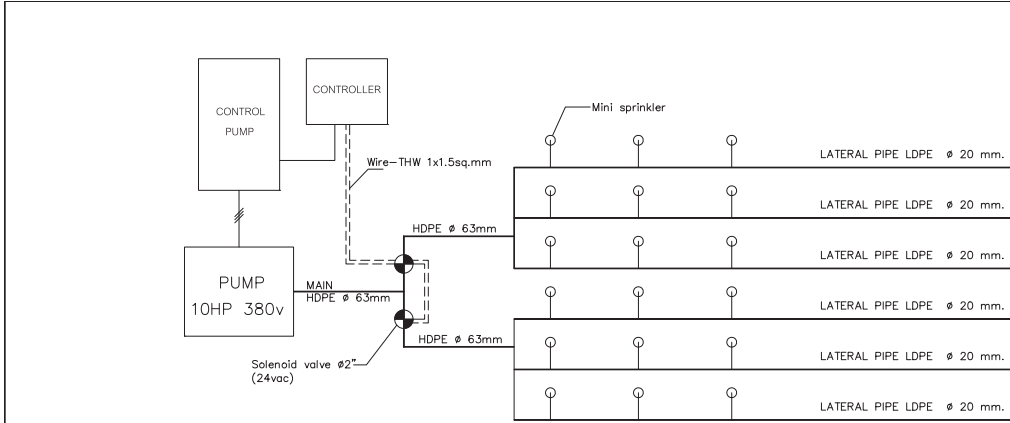 CONTROL
PUMP
CONTROLLER
Mini sprinkler
LATERAL PIPE LDPE ø 20 mm.
Wire-THW 1x1.5sq.mm
LATERAL PIPE LDPE ø 20 mm.
HDPE ø 63mm
LATERAL PIPE LDPE ø 20 mm.
PUMP
10HP 380v
MAIN
HDPE ø 63mm
LATERAL PIPE LDPE ø 20 mm.
HDPE ø 63mm
LATERAL PIPE LDPE ø 20 mm.
Solenoid valve ø2"
(24vac)
LATERAL PIPE LDPE ø 20 mm.